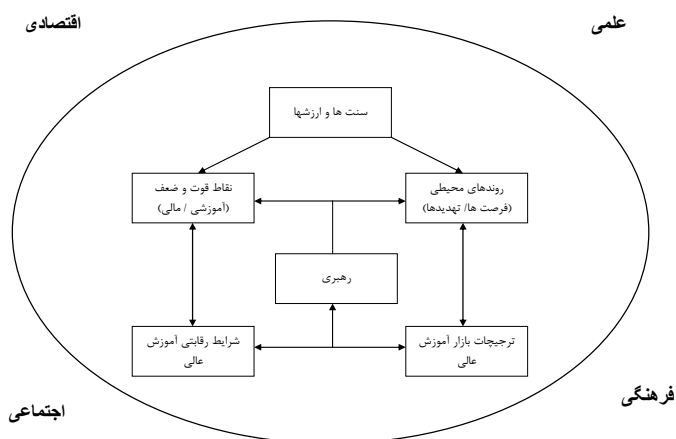 علمی
اقتصادی
سنت ها و ارزشها
روندهای محیطی
(فرصت ها/ تهدیدها)
نقاط قوت و ضعف
(آموزشی / مالی)
رهبری
ترجیحات بازار آموزش
عالی
شرایط رقابتی آموزش
عالی
فرهنگی
اجتماعی